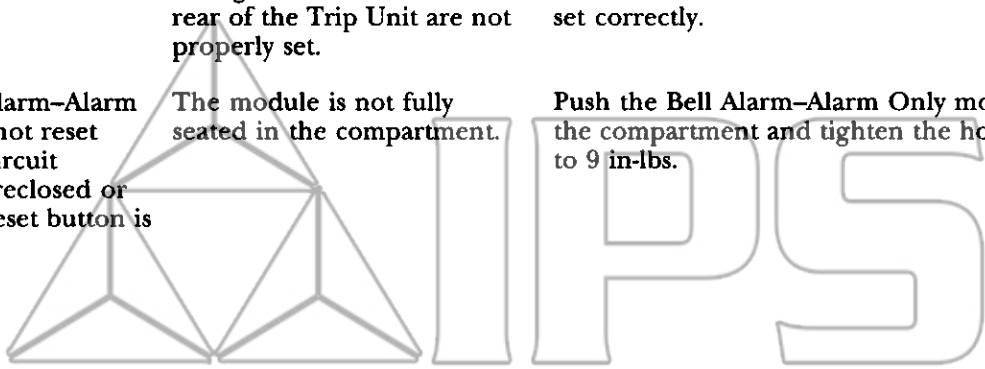 rear of the Trip Unit are not
properly set.
set correctly.
larm–Alarm
not reset
rcuit
reclosed or
eset button is
The module is not fully
seated in the compartment.
Push the Bell Alarm–Alarm Only mo
the compartment and tighten the ho
to 9 in-lbs.
IPS